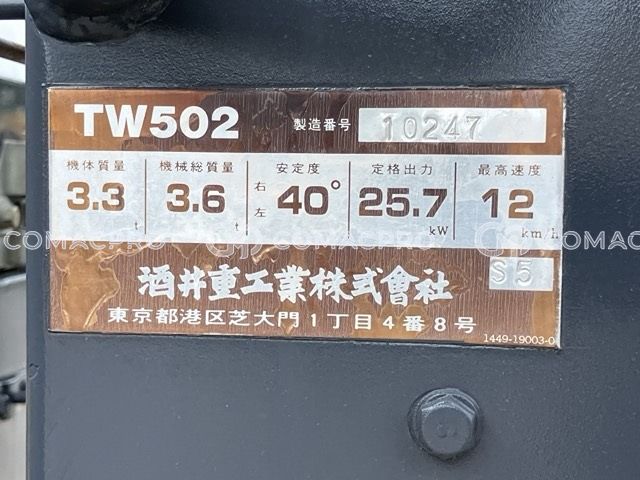 TW502 製造番号 10247
機体質量 機械総質量 安定度 定格出力 最高速度
3.3 t 3.6 t 右左 40° 25.7 kW 12 km/h
COMACPRO COMACPRO COMACPRO
S5
酒井重工業株式會社
東京都港区芝大門1丁目4番8号
1449-19003-0